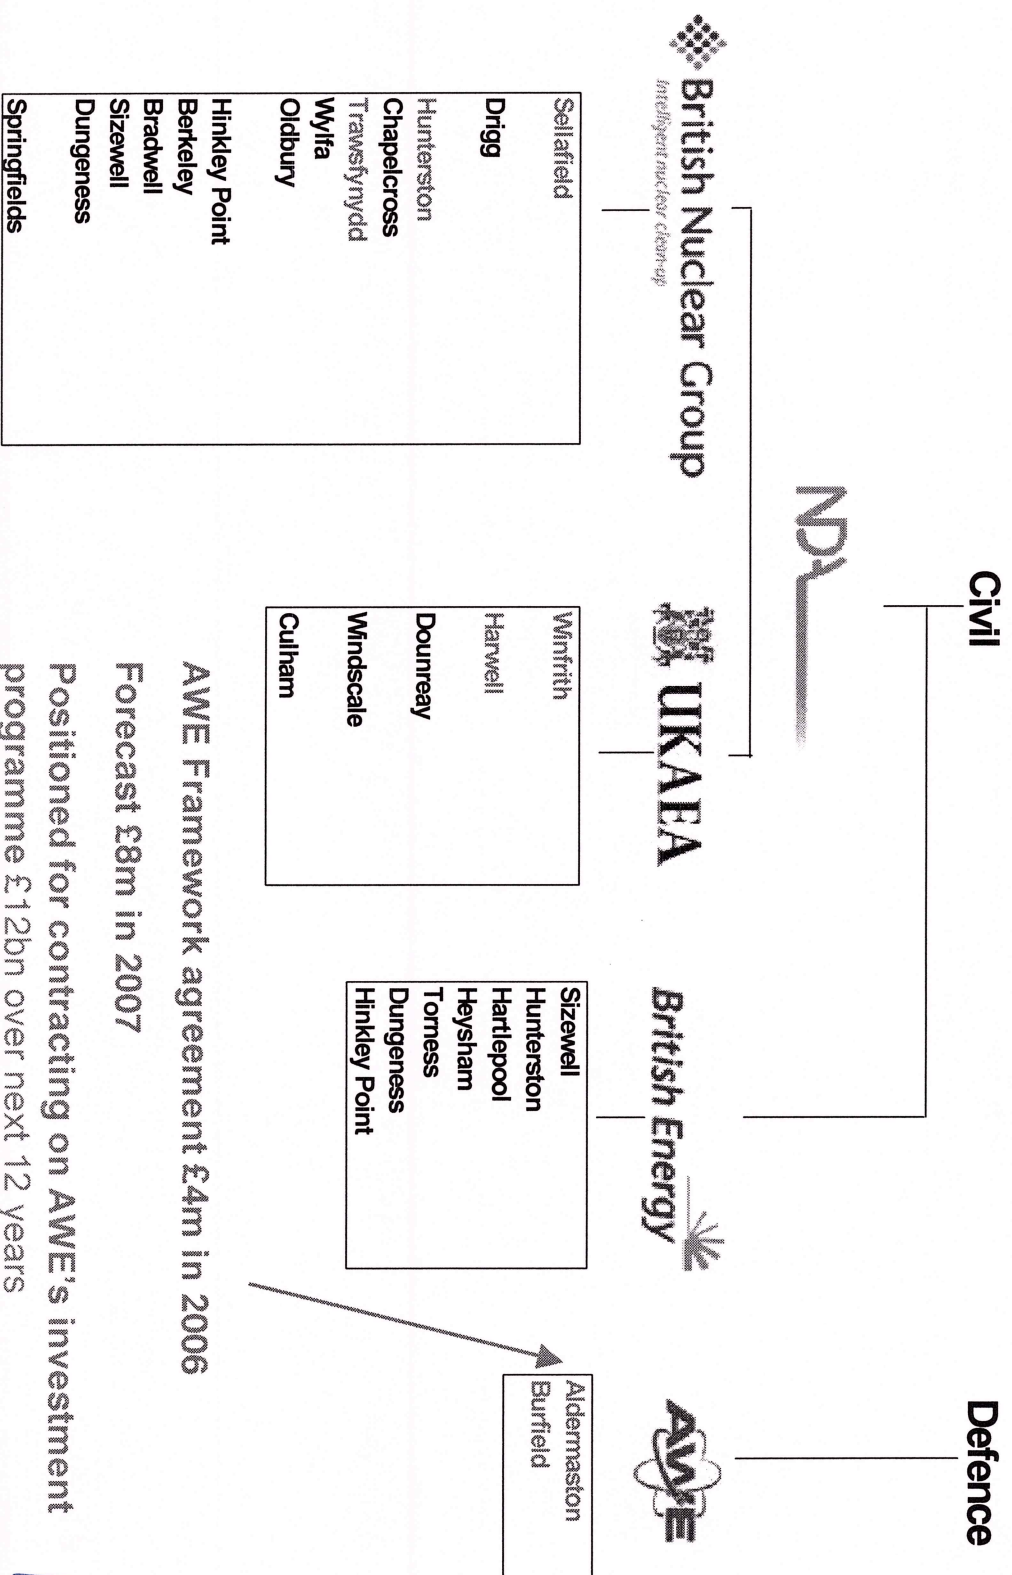 Civil
Defence
NDA
British Nuclear Group
Intelligent nuclear clean-up
UKAEA
British Energy
AWE
Sellafield
Drigg
Hunterston
Chapelcross
Trawsfynydd
Wylfa
Oldbury
Hinkley Point
Berkeley
Bradwell
Sizewell
Dungeness
Springfields
Winfrith
Harwell
Dounreay
Windscale
Culham
Sizewell
Hunterston
Hartlepool
Heysham
Torness
Dungeness
Hinkley Point
Aldermaston
Burfield
AWE Framework agreement £4m in 2006
Forecast £8m in 2007
Positioned for contracting on AWE's investment
programme £12bn over next 12 years